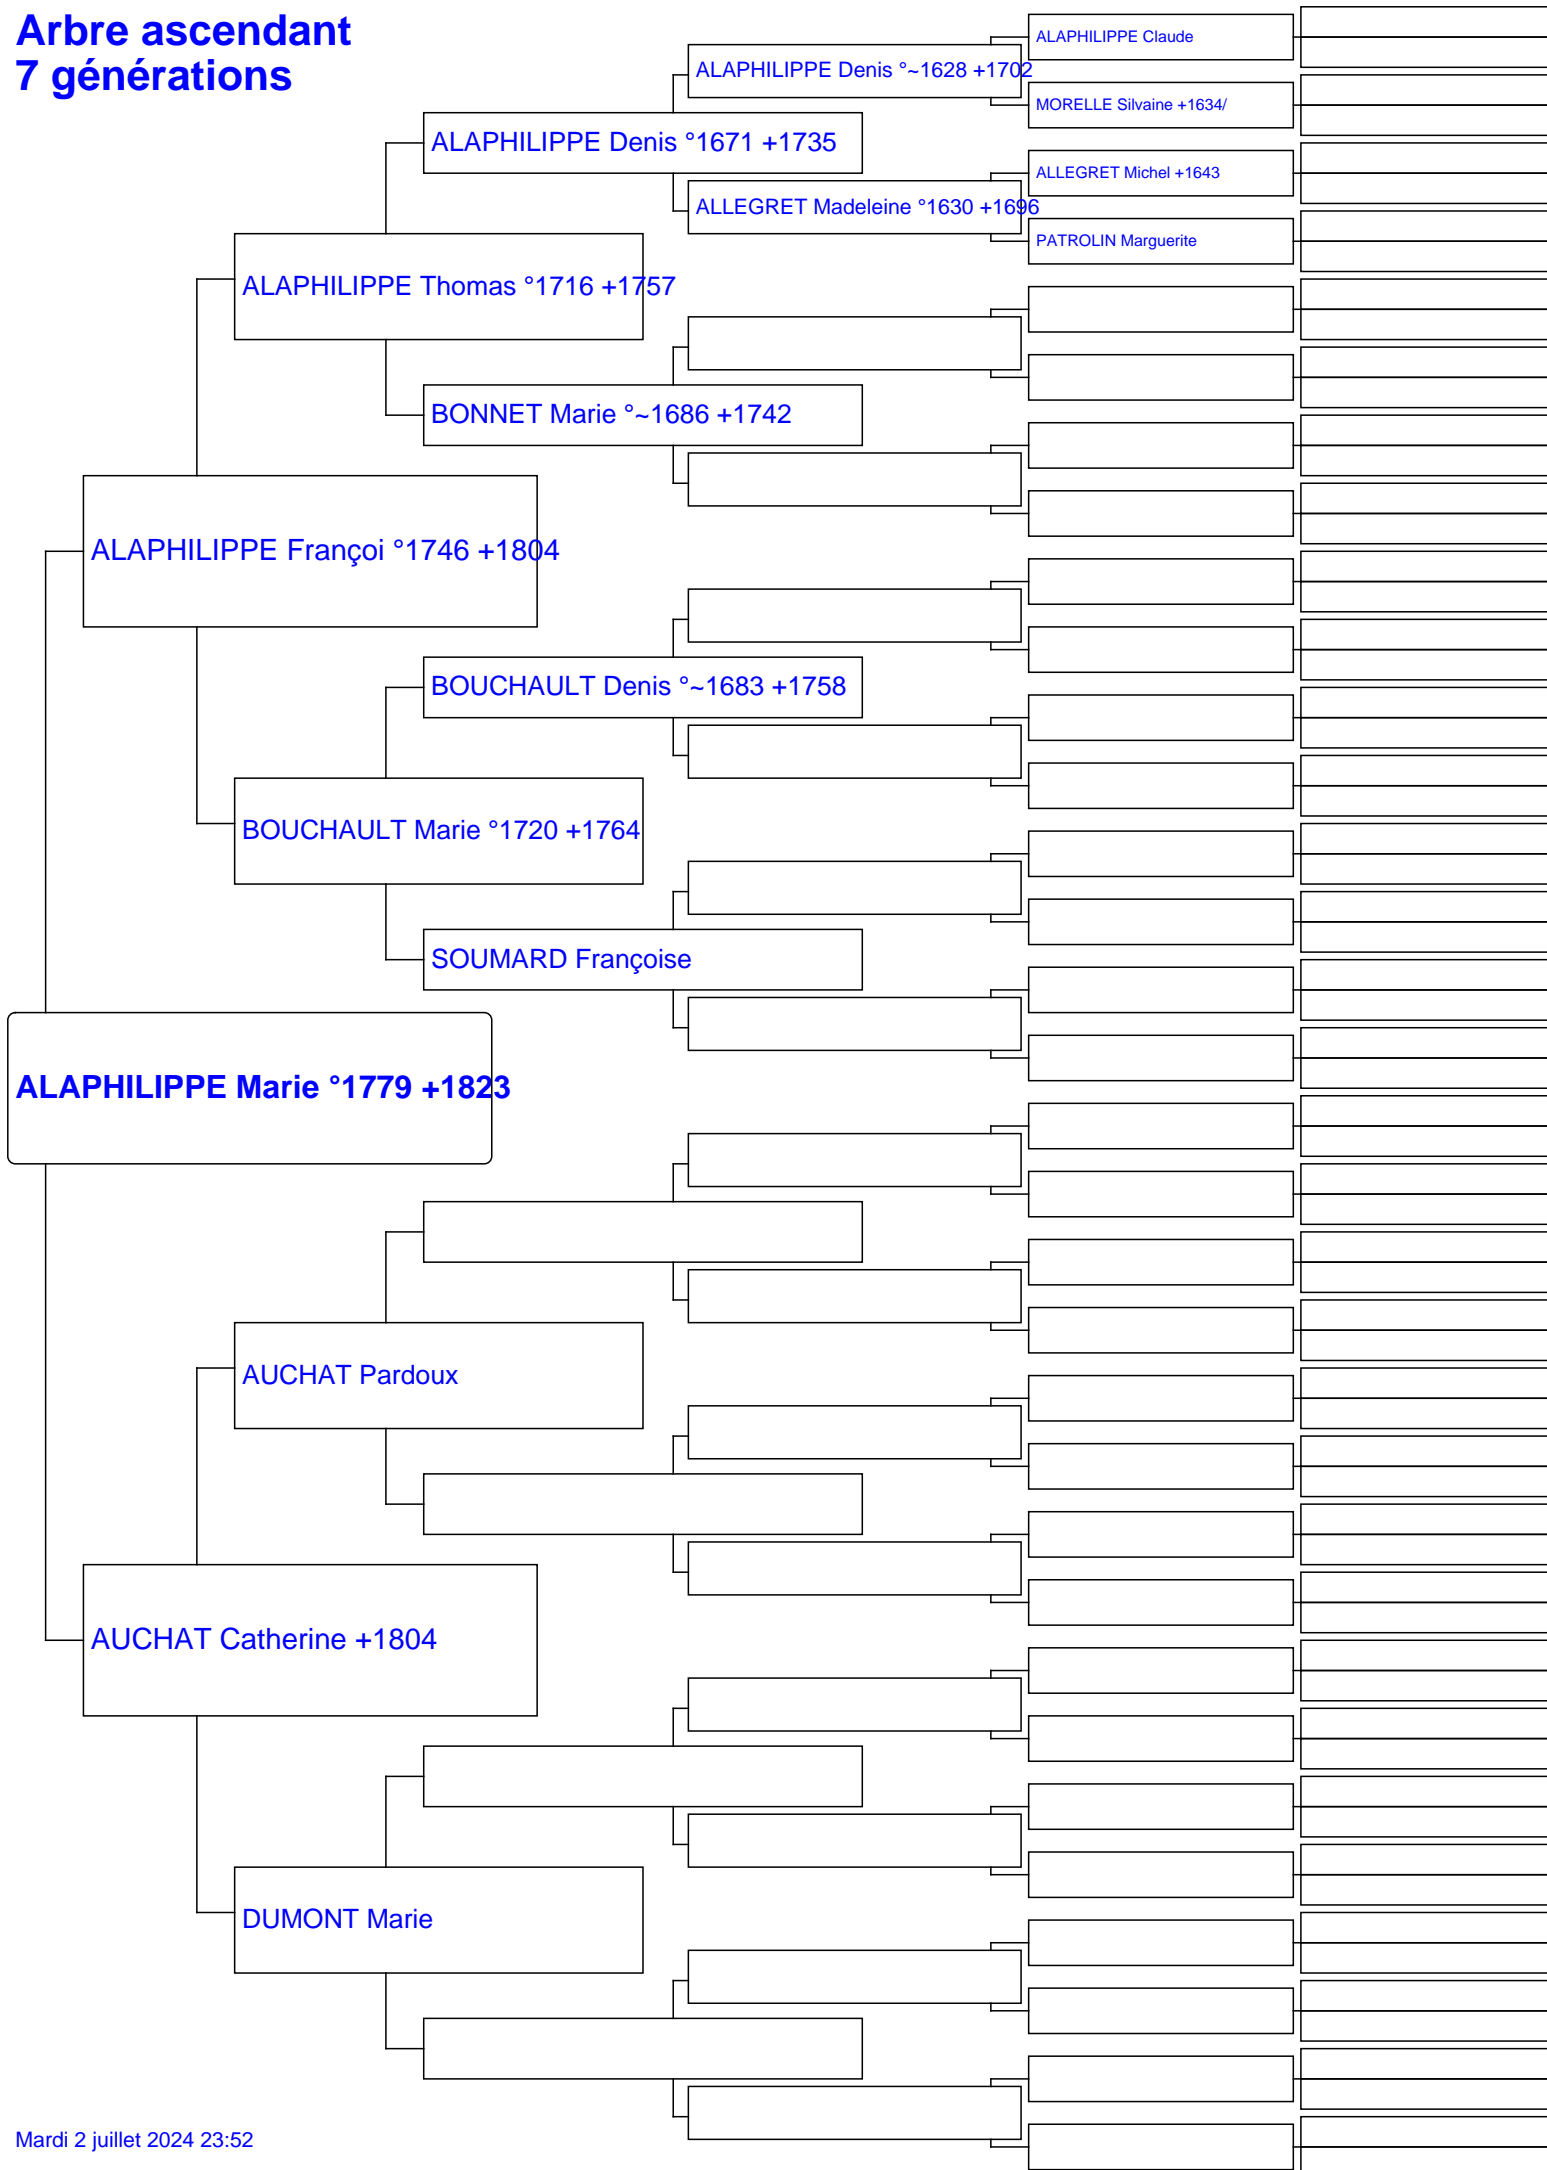 Arbre ascendant
7 générations
ALAPHILIPPE Claude
ALAPHILIPPE Denis °~1628 +1702
MORELLE Silvaine +1634/
ALAPHILIPPE Denis °1671 +1735
ALLEGRET Michel +1643
ALLEGRET Madeleine °1630 +1696
PATROLIN Marguerite
ALAPHILIPPE Thomas °1716 +1757
BONNET Marie °~1686 +1742
ALAPHILIPPE Françoi °1746 +1804
BOUCHAULT Denis °~1683 +1758
BOUCHAULT Marie °1720 +1764
SOUMARD Françoise
ALAPHILIPPE Marie °1779 +1823
AUCHAT Pardoux
AUCHAT Catherine +1804
DUMONT Marie
Mardi 2 juillet 2024 23:52